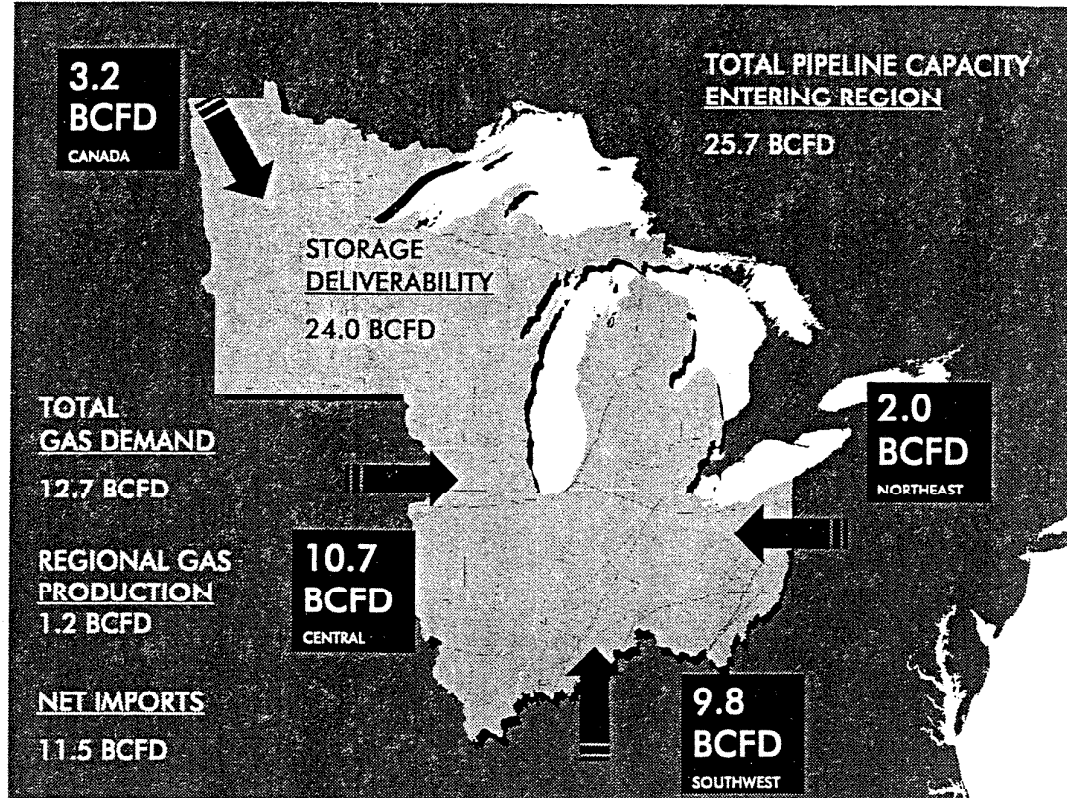 3.2
BCFD
CANADA
TOTAL PIPELINE CAPACITY
ENTERING REGION
25.7 BCFD
STORAGE
DELIVERABILITY
24.0 BCFD
TOTAL
GAS DEMAND
12.7 BCFD
2.0
BCFD
NORTHEAST
REGIONAL GAS
PRODUCTION
1.2 BCFD
10.7
BCFD
CENTRAL
NET IMPORTS
11.5 BCFD
9.8
BCFD
SOUTHWEST